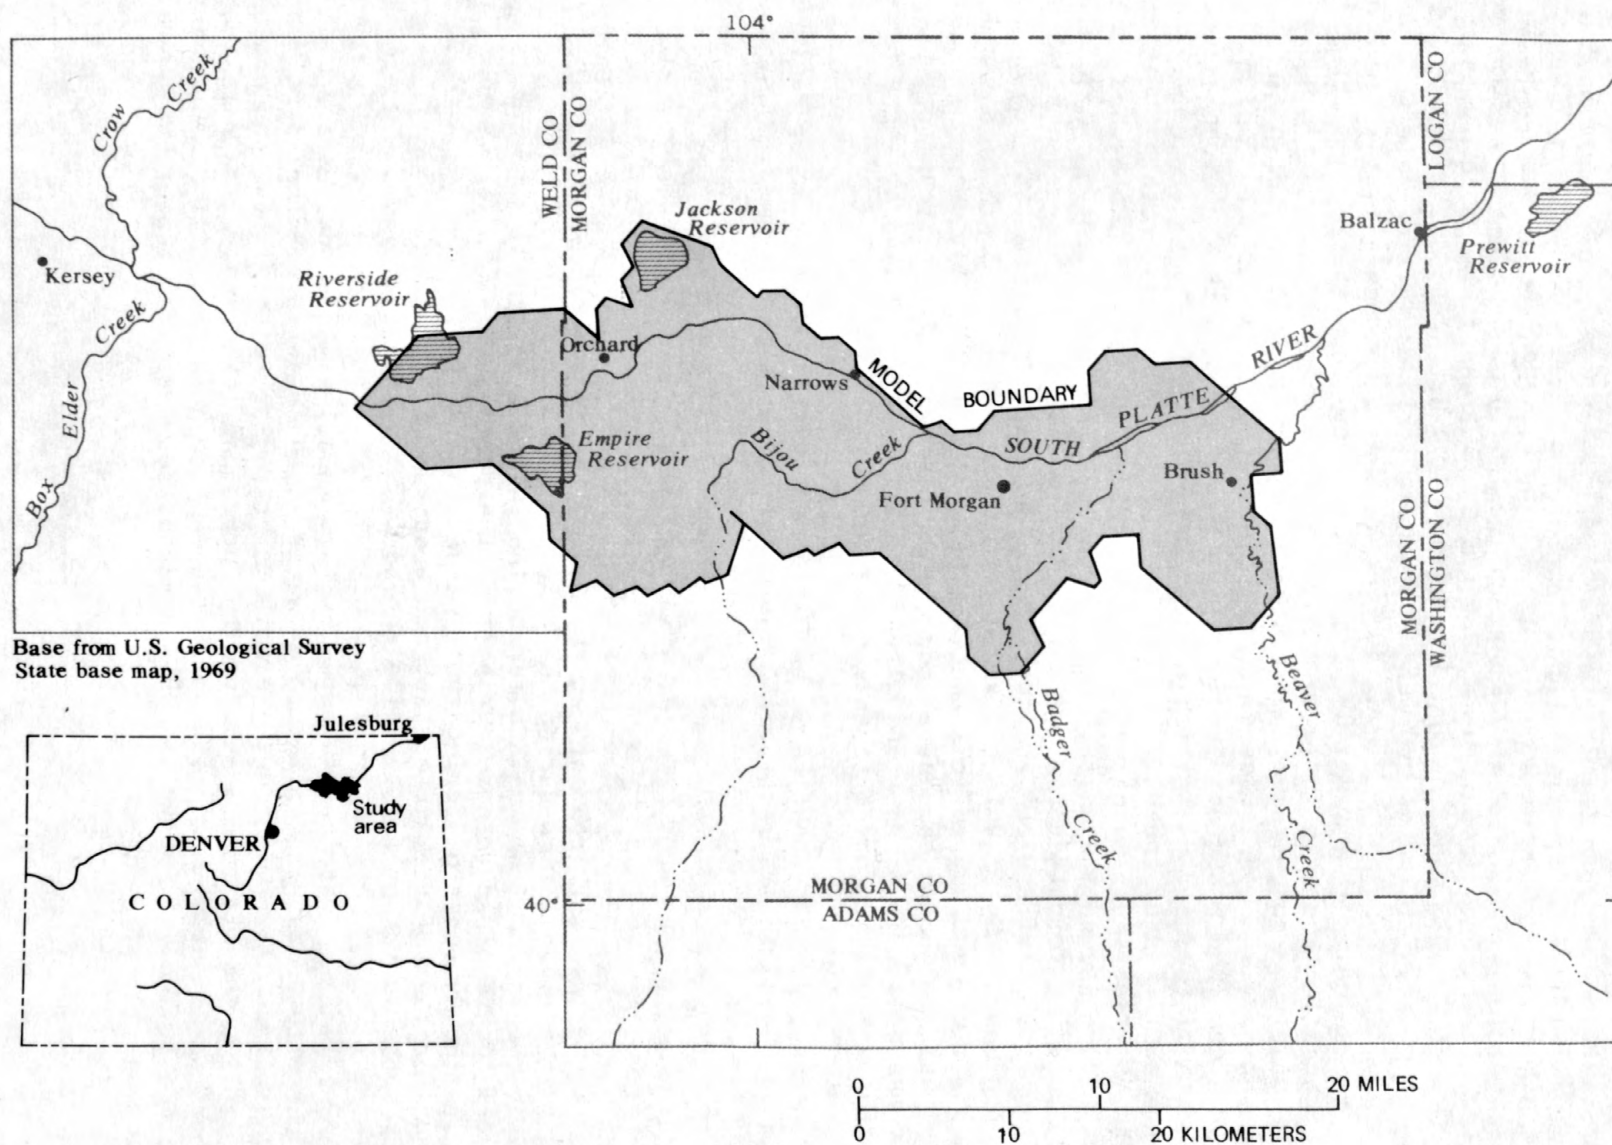 104°
Crow
Creek
WELD CO
MORGAN CO
LOGAN CO
Jackson
Reservoir
Balzac
Prewitt
Reservoir
Kersey
Riverside
Reservoir
Creek
Elder
Box
Orchard
Narrows
MODEL
BOUNDARY
SOUTH
PLATTE
RIVER
Empire
Reservoir
Bijou
Creek
Fort Morgan
Brush
MORGAN CO
WASHINGTON CO
Base from U.S. Geological Survey
State base map, 1969
Badger
Creek
Beaver
Creek
Julesburg
Study
area
DENVER
COLORADO
40°
MORGAN CO
ADAMS CO
0 10 20 MILES
0 10 20 KILOMETERS